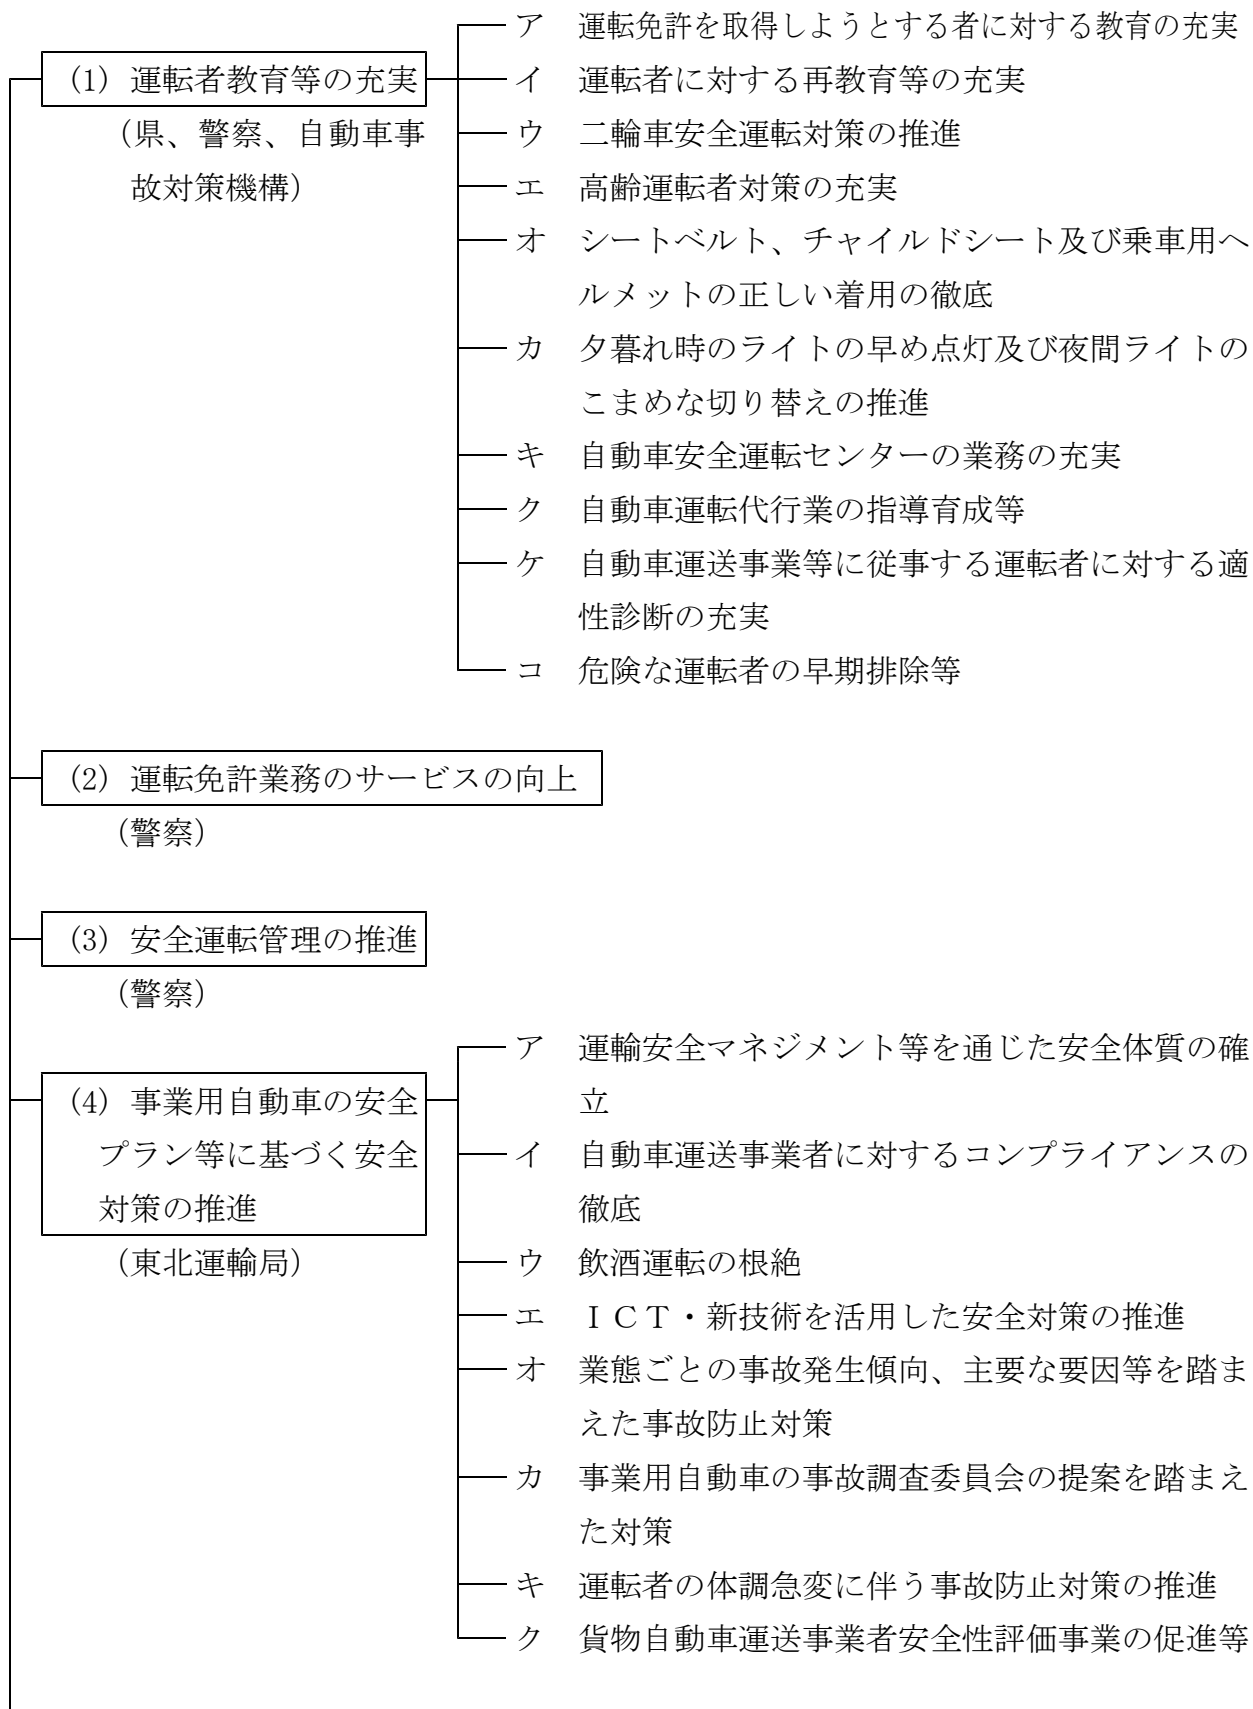 (1) 運転者教育等の充実
（県、警察、自動車事
故対策機構）
ア 運転免許を取得しようとする者に対する教育の充実
イ 運転者に対する再教育等の充実
ウ 二輪車安全運転対策の推進
エ 高齢運転者対策の充実
オ シートベルト、チャイルドシート及び乗車用ヘ
ルメットの正しい着用の徹底
カ 夕暮れ時のライトの早め点灯及び夜間ライトの
こまめな切り替えの推進
キ 自動車安全運転センターの業務の充実
ク 自動車運転代行業の指導育成等
ケ 自動車運送事業等に従事する運転者に対する適
性診断の充実
コ 危険な運転者の早期排除等
(2) 運転免許業務のサービスの向上
（警察）
(3) 安全運転管理の推進
（警察）
(4) 事業用自動車の安全
プラン等に基づく安全
対策の推進
（東北運輸局）
ア 運輸安全マネジメント等を通じた安全体質の確
立
イ 自動車運送事業者に対するコンプライアンスの
徹底
ウ 飲酒運転の根絶
エ ＩＣＴ・新技術を活用した安全対策の推進
オ 業態ごとの事故発生傾向、主要な要因等を踏ま
えた事故防止対策
カ 事業用自動車の事故調査委員会の提案を踏まえ
た対策
キ 運転者の体調急変に伴う事故防止対策の推進
ク 貨物自動車運送事業者安全性評価事業の促進等